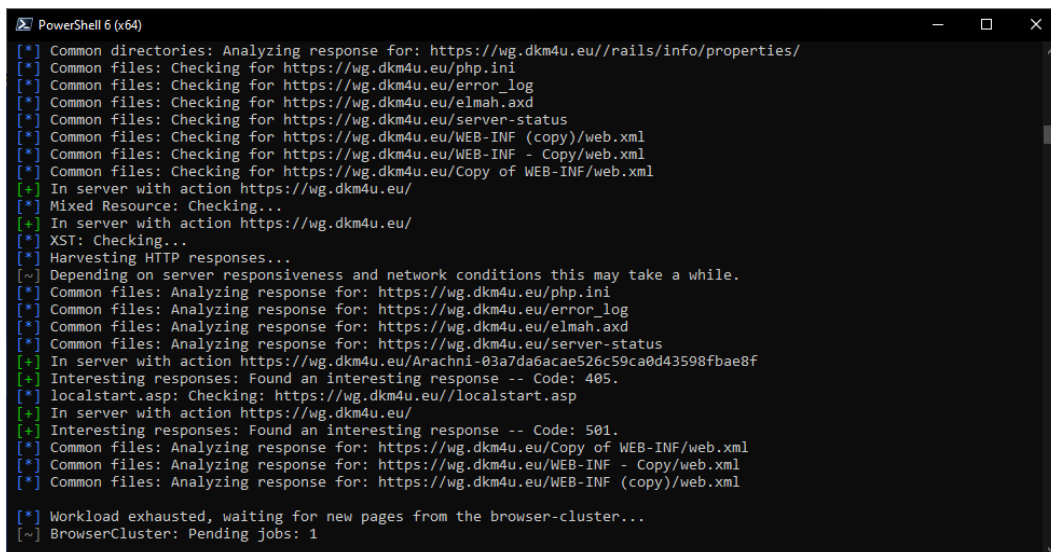 PowerShell 6 (x64)
[*] Common directories: Analyzing response for: https://wg.dkm4u.eu//rails/info/properties/
[*] Common files: Checking for https://wg.dkm4u.eu/php.ini
[*] Common files: Checking for https://wg.dkm4u.eu/error_log
[*] Common files: Checking for https://wg.dkm4u.eu/elmah.axd
[*] Common files: Checking for https://wg.dkm4u.eu/server-status
[*] Common files: Checking for https://wg.dkm4u.eu/WEB-INF (copy)/web.xml
[*] Common files: Checking for https://wg.dkm4u.eu/WEB-INF - Copy/web.xml
[*] Common files: Checking for https://wg.dkm4u.eu/Copy of WEB-INF/web.xml
[+] In server with action https://wg.dkm4u.eu/
[*] Mixed Resource: Checking...
[+] In server with action https://wg.dkm4u.eu/
[*] XST: Checking...
[*] Harvesting HTTP responses...
[~] Depending on server responsiveness and network conditions this may take a while.
[*] Common files: Analyzing response for: https://wg.dkm4u.eu/php.ini
[*] Common files: Analyzing response for: https://wg.dkm4u.eu/error_log
[*] Common files: Analyzing response for: https://wg.dkm4u.eu/elmah.axd
[*] Common files: Analyzing response for: https://wg.dkm4u.eu/server-status
[+] In server with action https://wg.dkm4u.eu/Arachni-03a7da6acae526c59ca0d43598fbae8f
[+] Interesting responses: Found an interesting response -- Code: 405.
[*] localstart.asp: Checking: https://wg.dkm4u.eu//localstart.asp
[+] In server with action https://wg.dkm4u.eu/
[+] Interesting responses: Found an interesting response -- Code: 501.
[*] Common files: Analyzing response for: https://wg.dkm4u.eu/Copy of WEB-INF/web.xml
[*] Common files: Analyzing response for: https://wg.dkm4u.eu/WEB-INF - Copy/web.xml
[*] Common files: Analyzing response for: https://wg.dkm4u.eu/WEB-INF (copy)/web.xml
[*] Workload exhausted, waiting for new pages from the browser-cluster...
[~] BrowserCluster: Pending jobs: 1